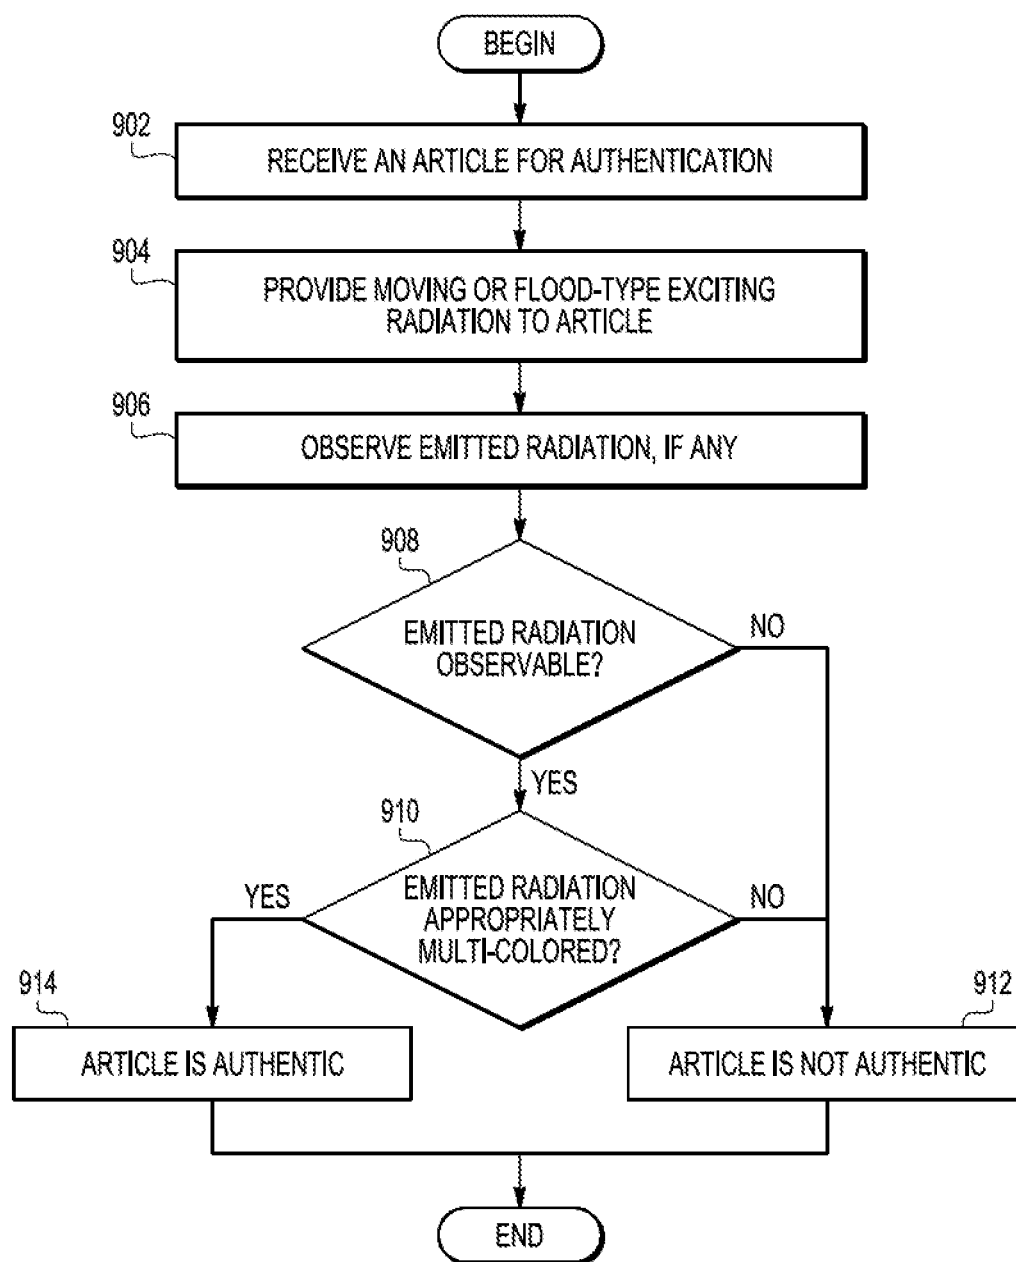 BEGIN
902
RECEIVE AN ARTICLE FOR AUTHENTICATION
904
PROVIDE MOVING OR FLOOD-TYPE EXCITING
RADIATION TO ARTICLE
906
OBSERVE EMITTED RADIATION, IF ANY
908
EMITTED RADIATION
OBSERVABLE?
NO
YES
910
EMITTED RADIATION
APPROPRIATELY
MULTI-COLORED?
YES
NO
914
ARTICLE IS AUTHENTIC
912
ARTICLE IS NOT AUTHENTIC
END